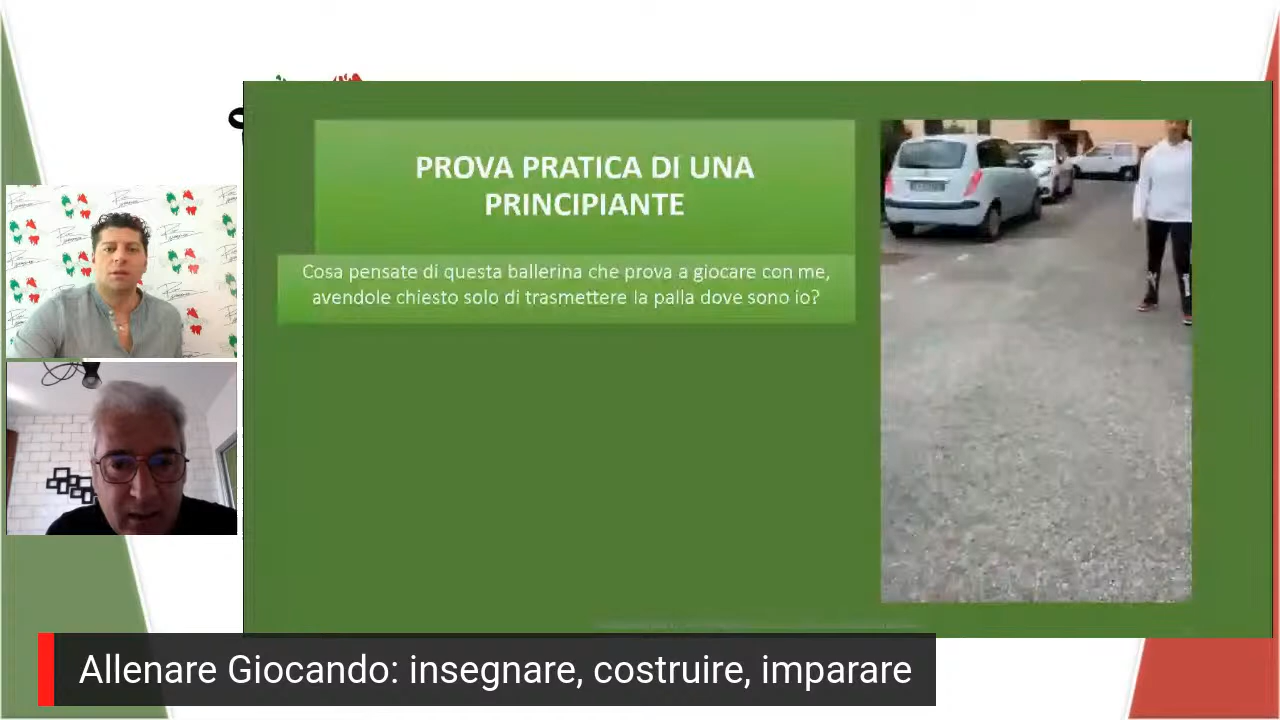 PROVA PRATICA DI UNA
PRINCIPIANTE
Cosa pensate di questa ballerina che prova a giocare con me,
avendole chiesto solo di trasmettere la palla dove sono io?
Allenare Giocando: insegnare, costruire, imparare